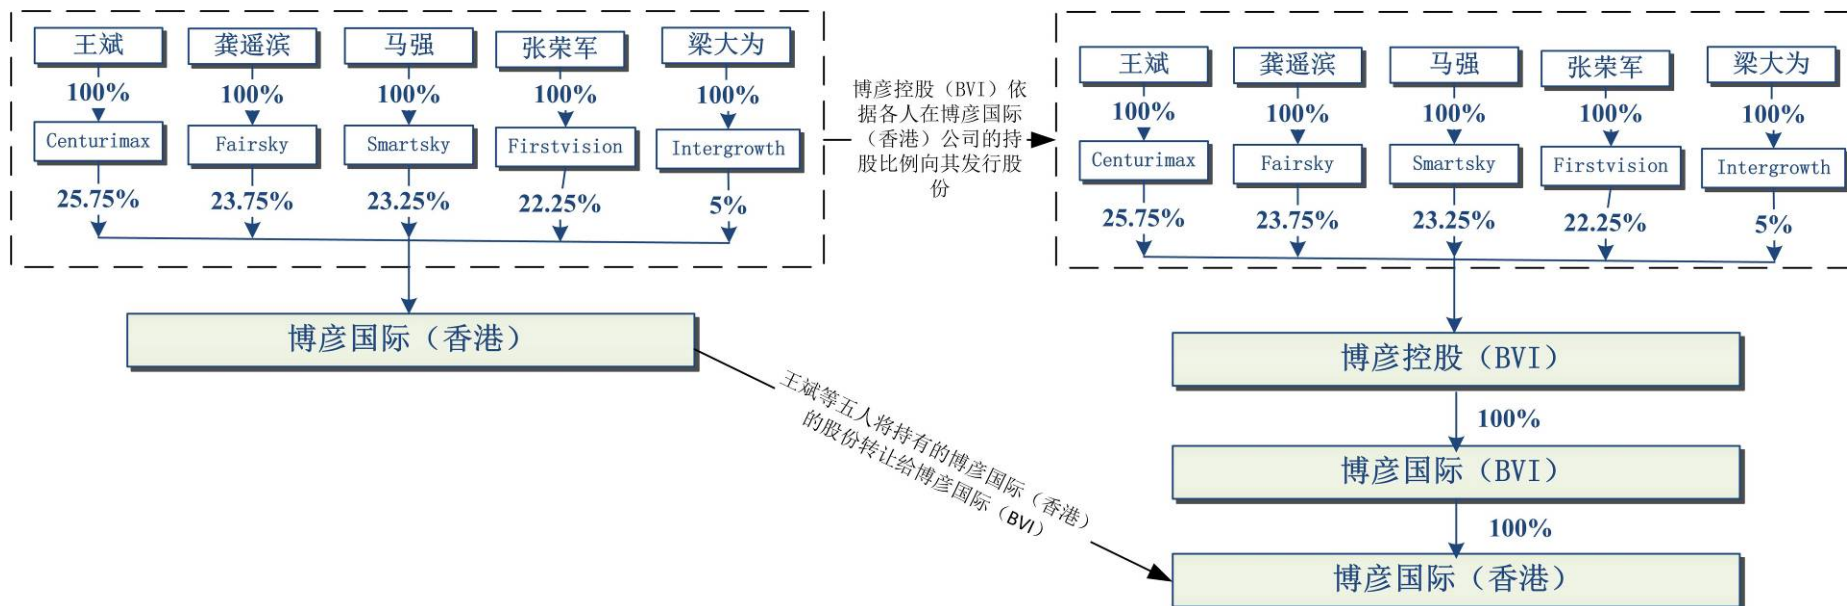 王斌
龚遥滨
马强
张荣军
梁大为
100%
100%
100%
100%
100%
Centurimax
Fairsky
Smartsky
Firstvision
Intergrowth
25.75%
23.75%
23.25%
22.25%
5%
博彦国际（香港）
博彦控股（BVI）依
据各人在博彦国际
（香港）公司的持
股比例向其发行股
份
王斌等五人将持有的博彦国际（香港）
的股份转让给博彦国际（BVI）
王斌
龚遥滨
马强
张荣军
梁大为
100%
100%
100%
100%
100%
Centurimax
Fairsky
Smartsky
Firstvision
Intergrowth
25.75%
23.75%
23.25%
22.25%
5%
博彦控股（BVI）
100%
博彦国际（BVI）
100%
博彦国际（香港）